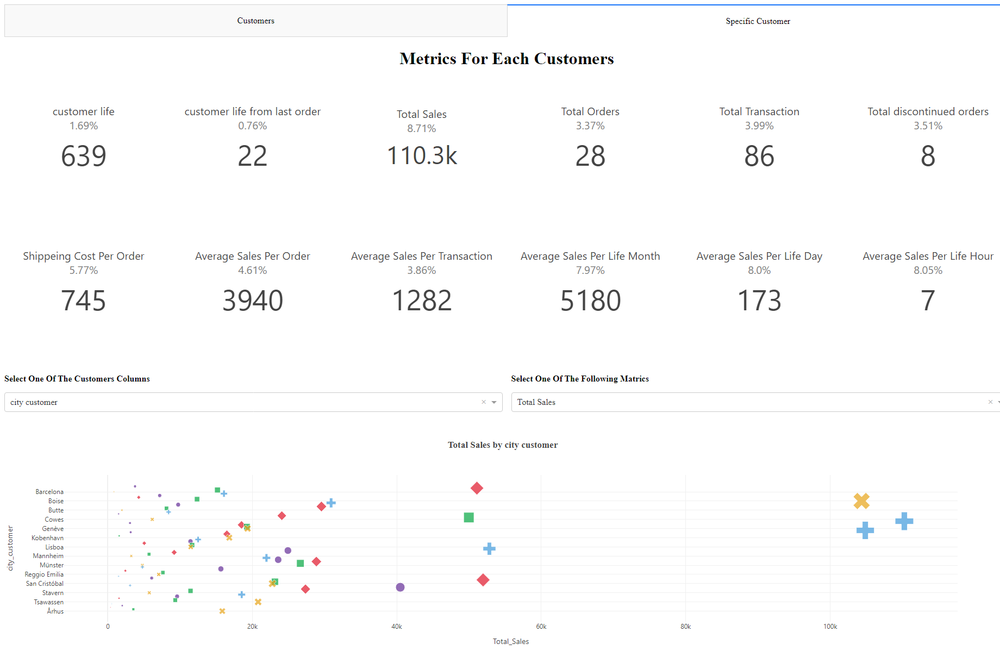 Customers
Specific Customer
Metrics For Each Customers
customer life
1.69%
639
customer life from last order
0.76%
22
Total Sales
8.71%
110.3k
Total Orders
3.37%
28
Total Transaction
3.99%
86
Total discontinued orders
3.51%
8
Shippeing Cost Per Order
5.77%
745
Average Sales Per Order
4.61%
3940
Average Sales Per Transaction
3.86%
1282
Average Sales Per Life Month
7.97%
5180
Average Sales Per Life Day
8.0%
173
Average Sales Per Life Hour
8.05%
7
Select One Of The Customers Columns
city customer ×
Select One Of The Following Matrics
Total Sales ×
Total Sales by city customer
city_customer
Barcelona
Boise
Butte
Cowes
Genève
Kobenhavn
Lisboa
Mannheim
Münster
Reggio Emilia
San Cristóbal
Stavern
Tsawassen
Århus
0 20k 40k 60k 80k 100k
Total_Sales